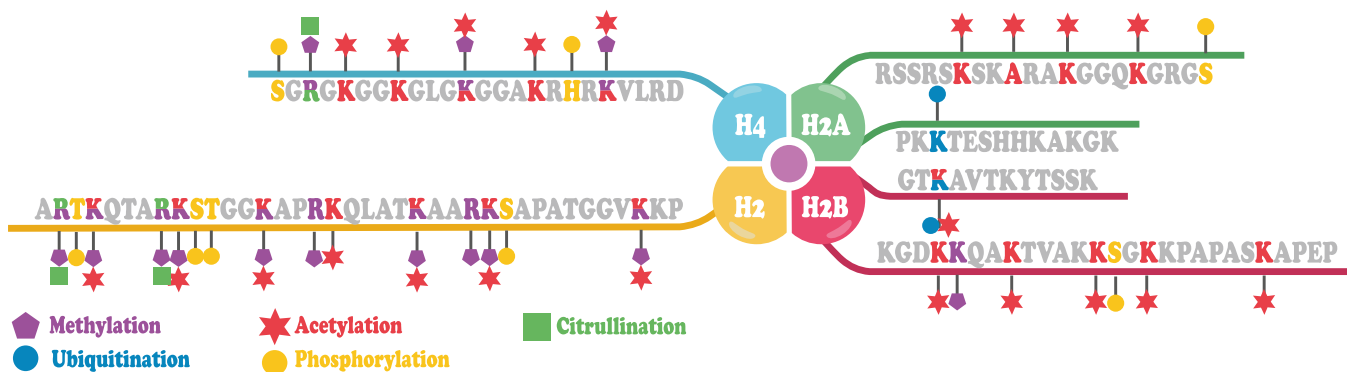 SGRGKGGKGLGKGGAKRHRKVLRD
RSSRSKSKARAKGGQKGRGS
H4
H2A
PKKTESHHKAKGK
GTKAVTKYTSSK
H2
H2B
ARTKQTARKSTGGKAPRKQLATKAARKSAPATGGVKKP
KGDKKQAKTVAKKSGKKPAPASKAPEP
Methylation
Acetylation
Citrullination
Ubiquitination
Phosphorylation